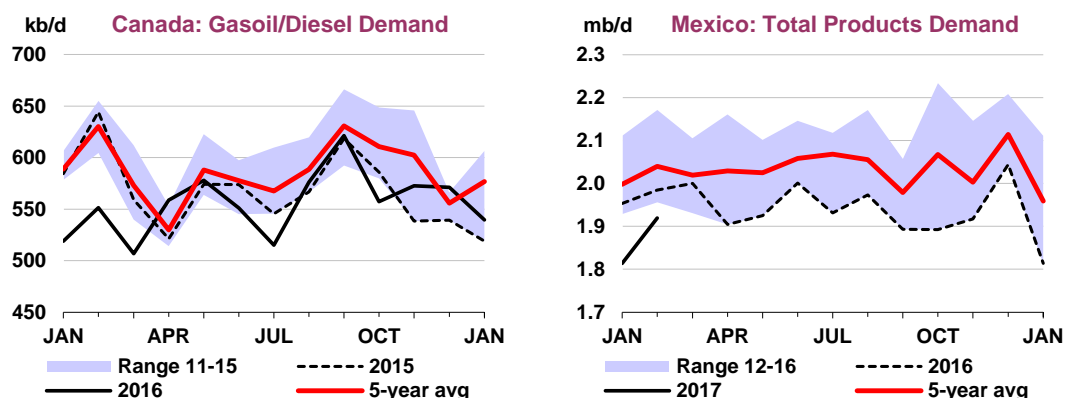 kb/d Canada: Gasoil/Diesel Demand
700
650
600
550
500
450
JAN APR JUL OCT JAN
Range 11-15 2015
2016 5-year avg
mb/d Mexico: Total Products Demand
2.3
2.2
2.1
2.0
1.9
1.8
1.7
JAN APR JUL OCT JAN
Range 12-16 2016
2017 5-year avg